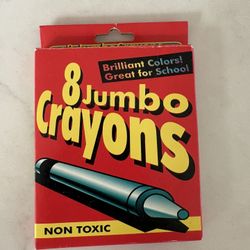 Brilliant Colors!
Great for School
8 Jumbo
Crayons
NON TOXIC